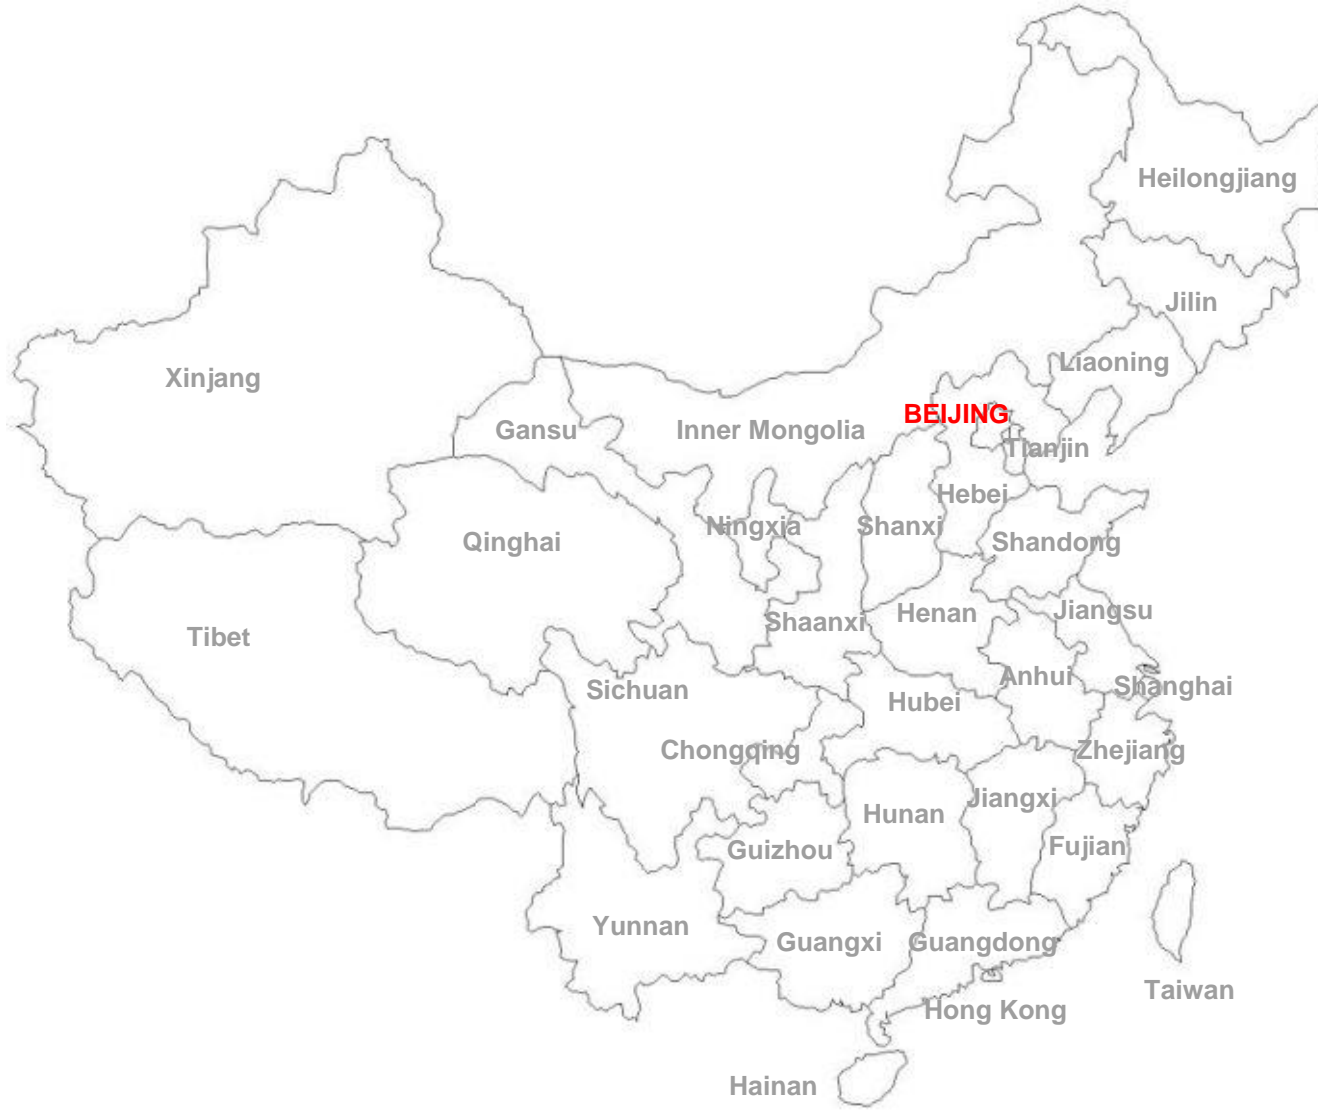 Heilongjiang
Jilin
Liaoning
Xinjang
BEIJING
Gansu
Inner Mongolia
Tianjin
Hebei
Ningxia
Shanxi
Qinghai
Shandong
Henan
Jiangsu
Shaanxi
Tibet
Anhui
Shanghai
Sichuan
Hubei
Chongqing
Zhejiang
Jiangxi
Hunan
Guizhou
Fujian
Yunnan
Guangxi
Guangdong
Taiwan
Hong Kong
Hainan